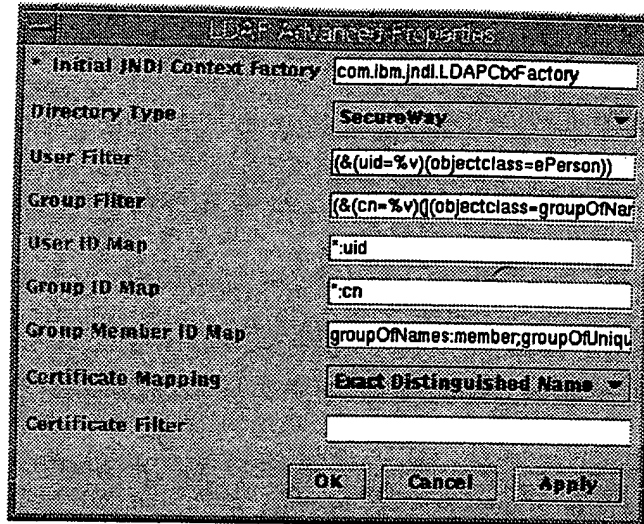 LDAP Advanced Properties
* Initial JNDI Context Factory com.ibm.jndi.LDAPCtxFactory
Directory Type SecureWay
User Filter (&(uid=%v)(objectclass=ePerson))
Group Filter (&(cn=%v)(|(objectclass=groupOfNar
User ID Map *:uid
Group ID Map *:cn
Group Member ID Map groupOfNames:member;groupOfUniqu
Certificate Mapping Exact Distinguished Name
Certificate Filter
OK Cancel Apply